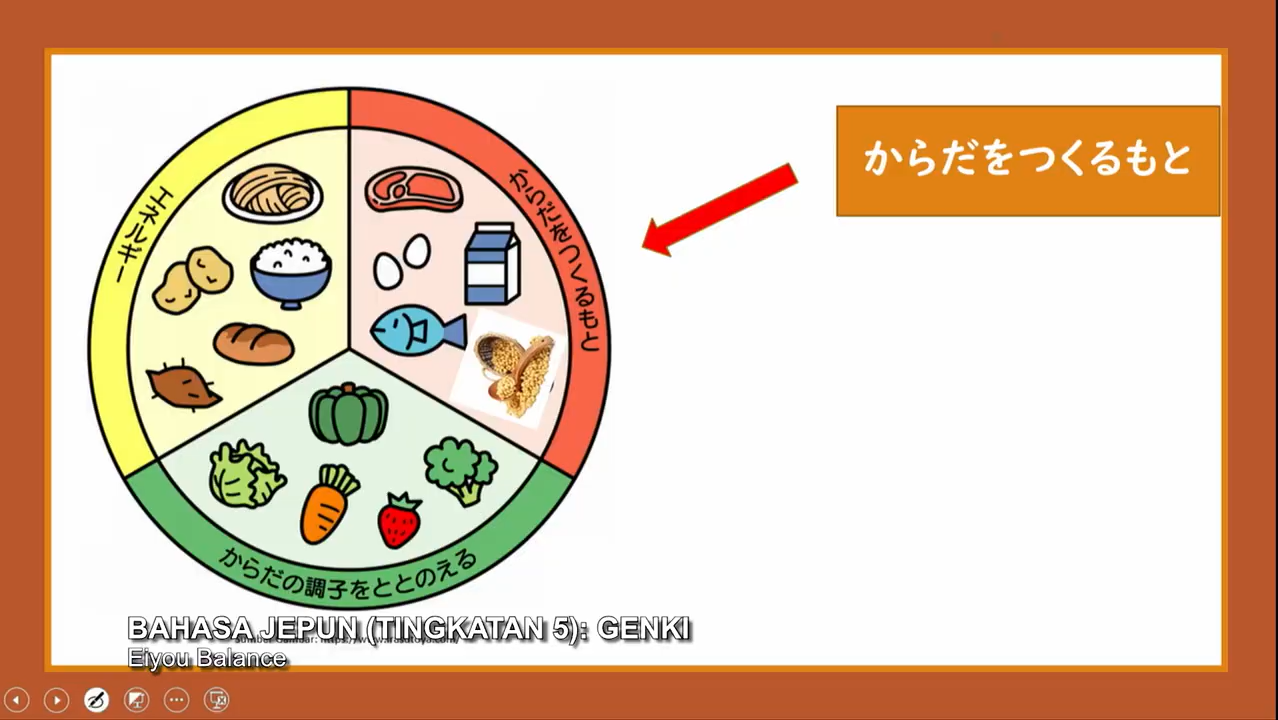 からだをつくるもと
エネルギー
からだをつくるもと
からだの調子をととのえる
BAHASA JEPUN (TINGKATAN 5): GENKI
Eiyou Balance